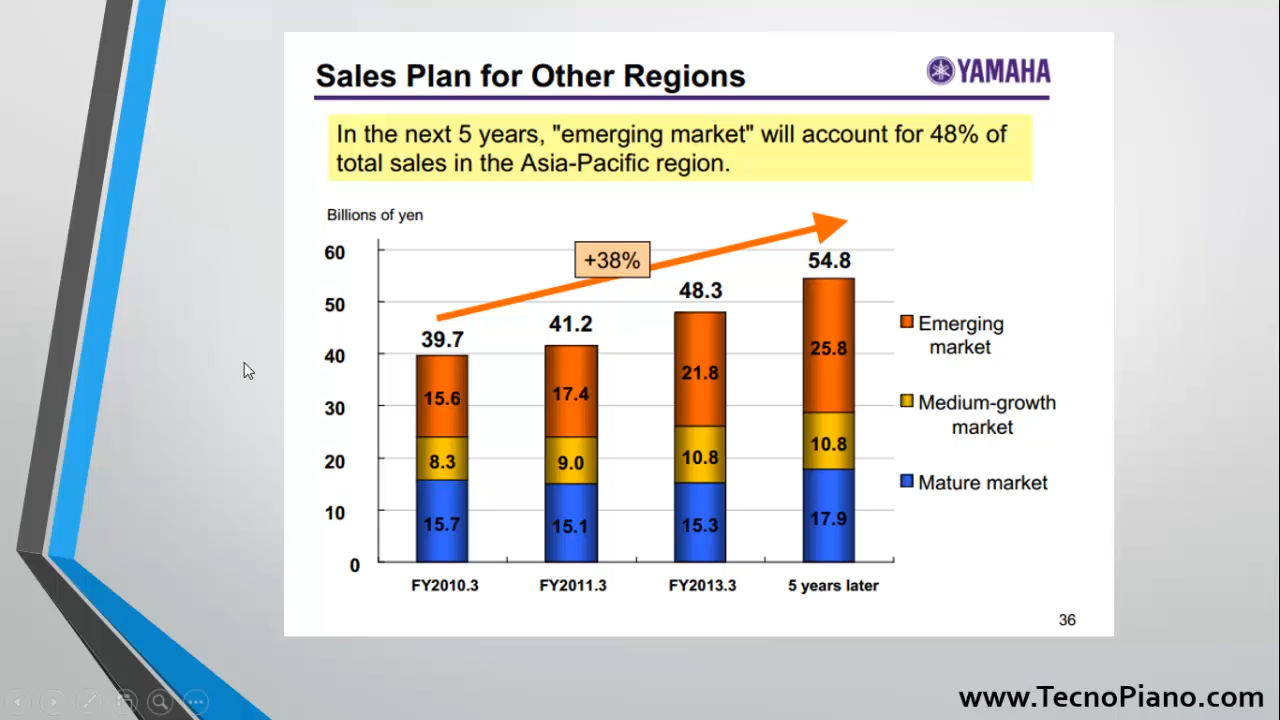 Sales Plan for Other Regions
YAMAHA
In the next 5 years, "emerging market" will account for 48% of
total sales in the Asia-Pacific region.
Billions of yen
60
50
40
30
20
10
0
+38%
39.7
41.2
48.3
54.8
15.6
17.4
21.8
25.8
8.3
9.0
10.8
10.8
15.7
15.1
15.3
17.9
FY2010.3
FY2011.3
FY2013.3
5 years later
Emerging
market
Medium-growth
market
Mature market
36
www.TecnoPiano.com